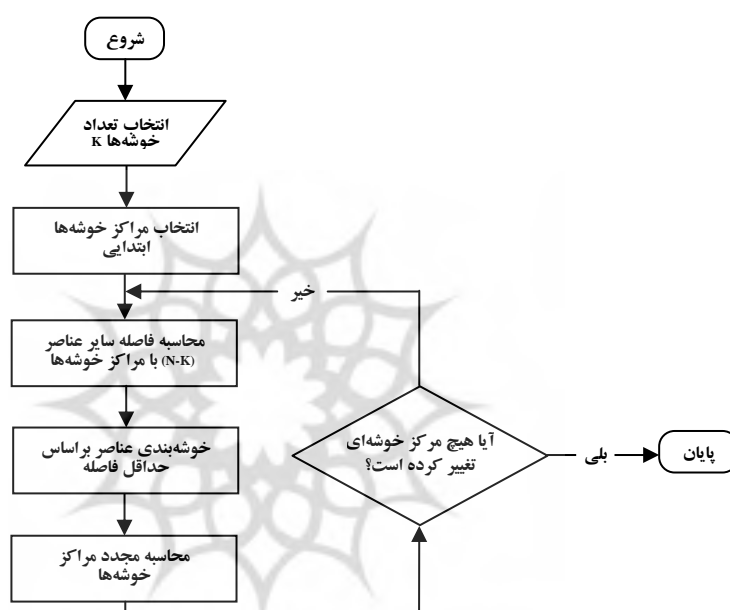 شروع
انتخاب تعداد
خوشه‌ها K
انتخاب مراکز خوشه‌ها
ابتدایی
خیر
محاسبه فاصله سایر عناصر
(N-K) با مراکز خوشه‌ها
خوشه‌بندی عناصر براساس
حداقل فاصله
آیا هیچ مرکز خوشه‌ای
تغییر کرده است؟
بلی
پایان
محاسبه مجدد مراکز
خوشه‌ها